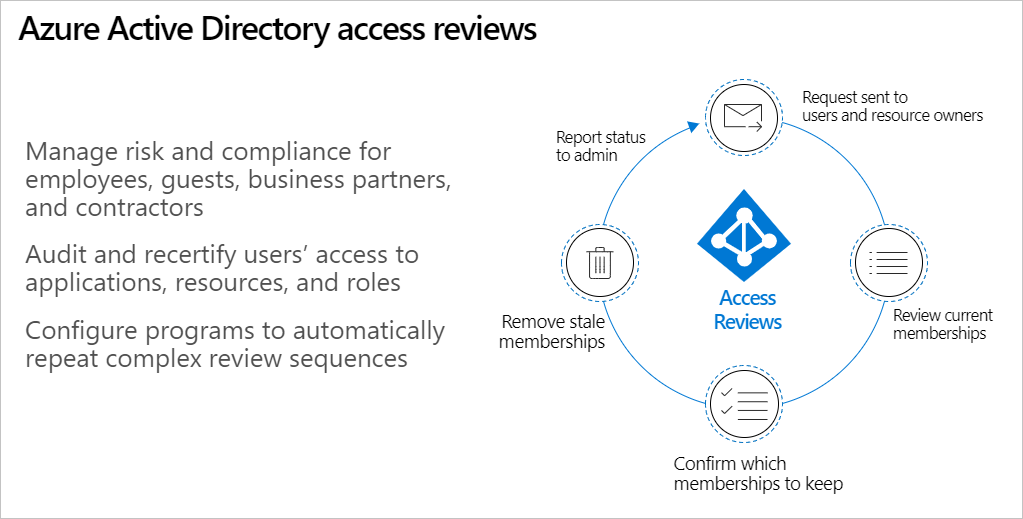 Azure Active Directory access reviews
Manage risk and compliance for
employees, guests, business partners,
and contractors
Audit and recertify users’ access to
applications, resources, and roles
Configure programs to automatically
repeat complex review sequences
Request sent to
users and resource owners
Report status
to admin
Access
Reviews
Review current
memberships
Remove stale
memberships
Confirm which
memberships to keep